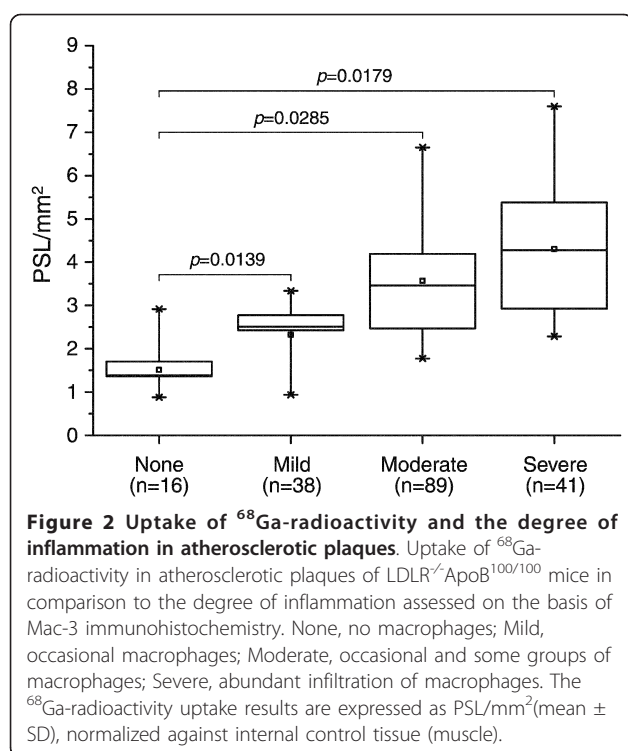 9
8
7
6
5
4
3
2
1
0
PSL/mm²
p=0.0179
p=0.0285
p=0.0139
None Mild Moderate Severe
(n=16) (n=38) (n=89) (n=41)
Figure 2 Uptake of ⁶⁸Ga-radioactivity and the degree of
inflammation in atherosclerotic plaques. Uptake of ⁶⁸Ga-
radioactivity in atherosclerotic plaques of LDLR⁻/⁻ApoB¹⁰⁰/¹⁰⁰ mice in
comparison to the degree of inflammation assessed on the basis of
Mac-3 immunohistochemistry. None, no macrophages; Mild,
occasional macrophages; Moderate, occasional and some groups of
macrophages; Severe, abundant infiltration of macrophages. The
⁶⁸Ga-radioactivity uptake results are expressed as PSL/mm²(mean ±
SD), normalized against internal control tissue (muscle).